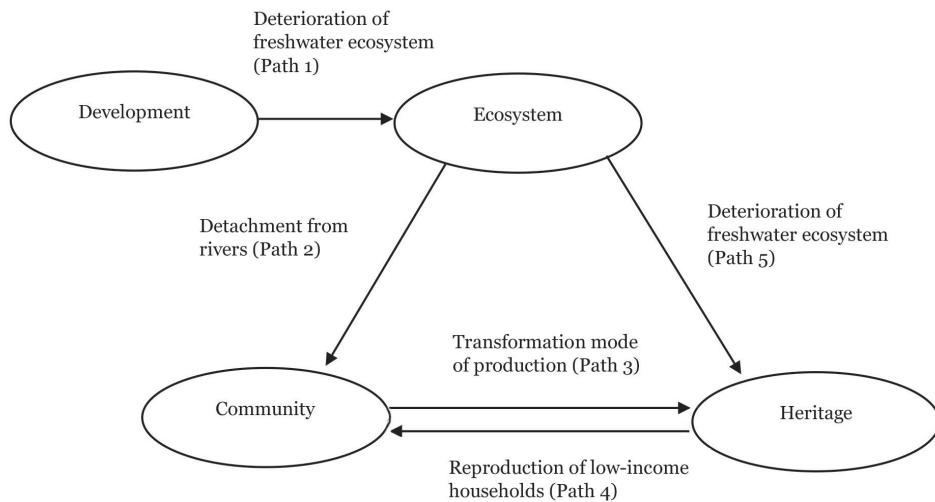 Deterioration of
freshwater ecosystem
(Path 1)
Development
Ecosystem
Detachment from
rivers (Path 2)
Deterioration of
freshwater ecosystem
(Path 5)
Transformation mode
of production (Path 3)
Community
Heritage
Reproduction of low-income
households (Path 4)